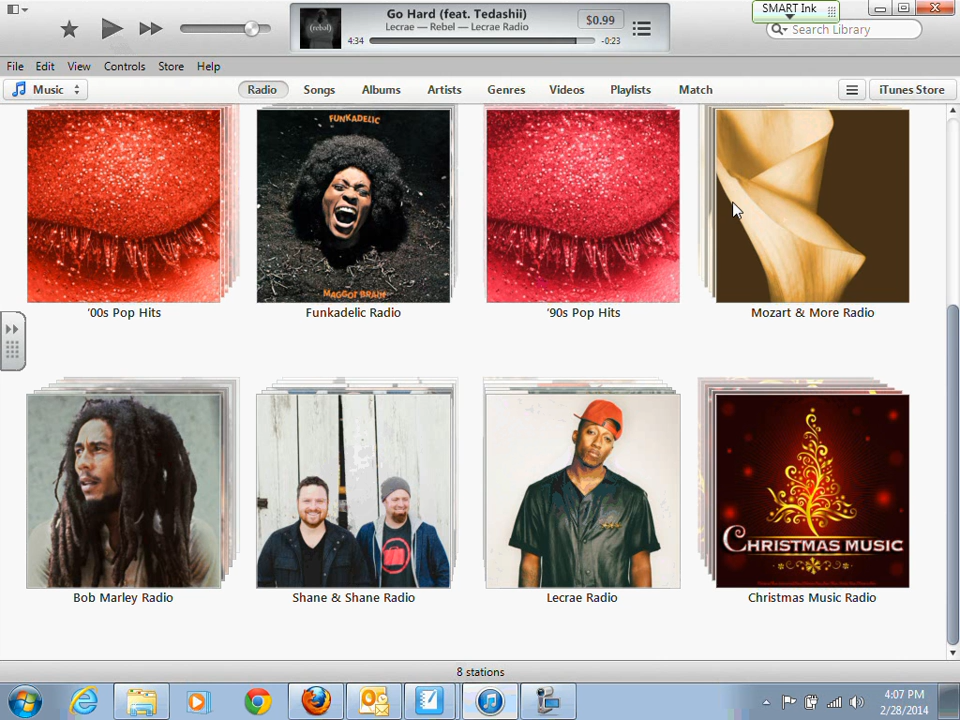 SMART Ink
Go Hard (feat. Tedashii)
Lecrae — Rebel — Lecrae Radio
$0.99
4:34
-0:23
(rebel)
Search Library
File Edit View Controls Store Help
Music Radio Songs Albums Artists Genres Videos Playlists Match iTunes Store
FUNKADELIC
MAGGOT BRAIN
'00s Pop Hits
Funkadelic Radio
'90s Pop Hits
Mozart & More Radio
CHRISTMAS MUSIC
Bob Marley Radio
Shane & Shane Radio
Lecrae Radio
Christmas Music Radio
8 stations
4:07 PM
2/28/2014